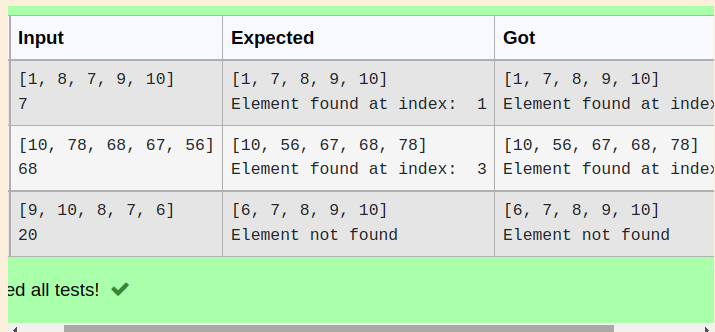 Input Expected Got
[1, 8, 7, 9, 10] [1, 7, 8, 9, 10] [1, 7, 8, 9, 10]
7 Element found at index:  1 Element found at
[10, 78, 68, 67, 56] [10, 56, 67, 68, 78] [10, 56, 67, 68, 78]
68 Element found at index:  3 Element found at
[9, 10, 8, 7, 6] [6, 7, 8, 9, 10] [6, 7, 8, 9, 10]
20 Element not found Element not found
all tests!